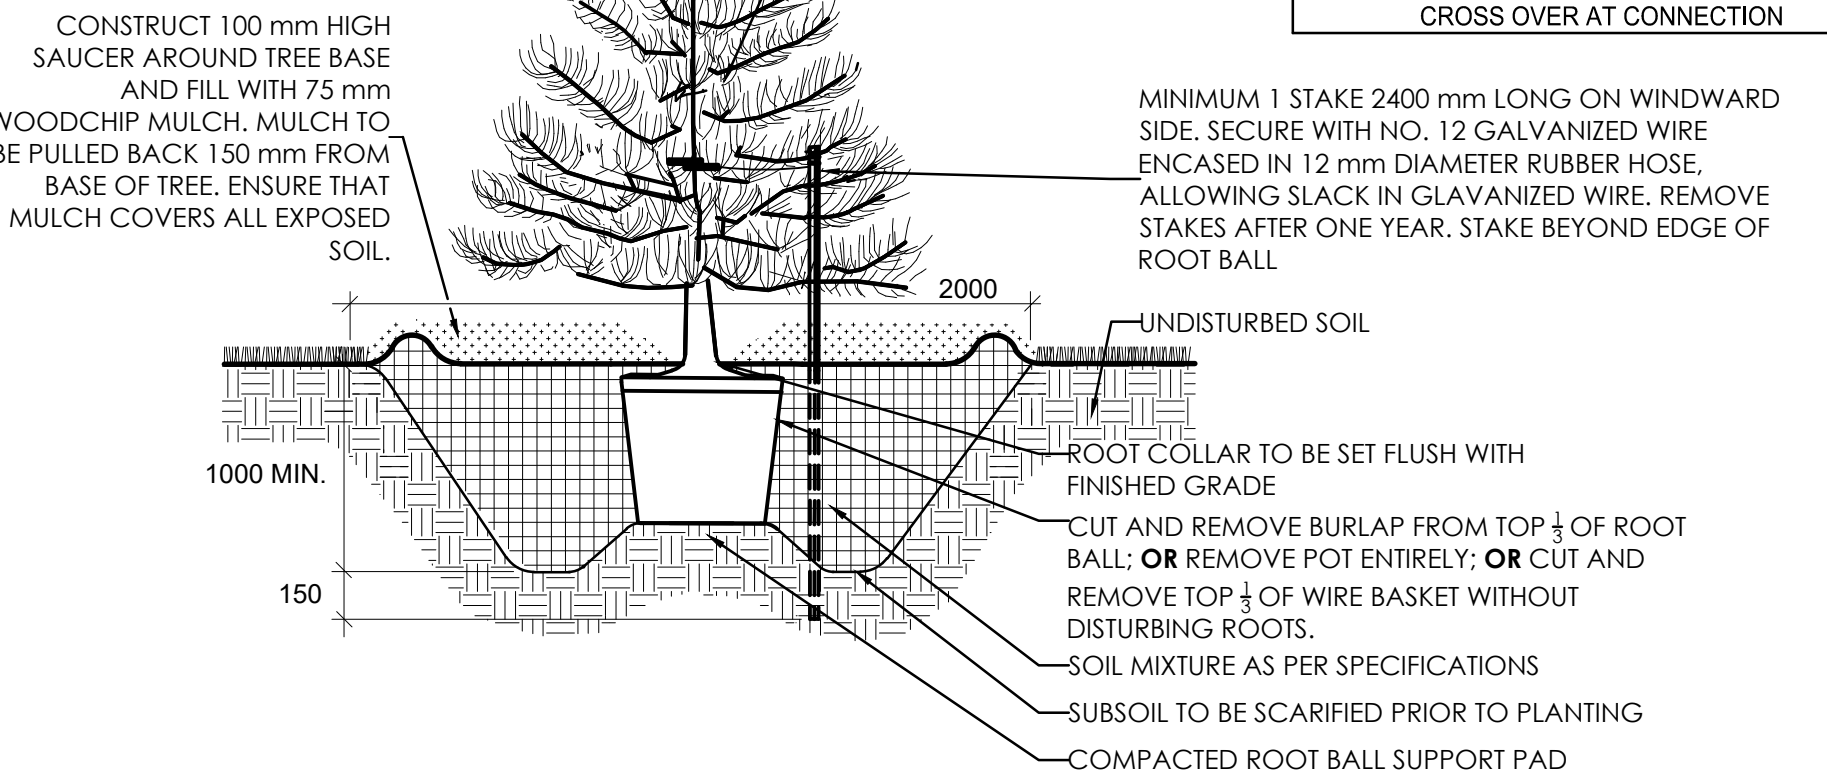 CONSTRUCT 100 mm HIGH
SAUCER AROUND TREE BASE
AND FILL WITH 75 mm
WOODCHIP MULCH. MULCH TO
BE PULLED BACK 150 mm FROM
BASE OF TREE. ENSURE THAT
MULCH COVERS ALL EXPOSED
SOIL.
CROSS OVER AT CONNECTION
MINIMUM 1 STAKE 2400 mm LONG ON WINDWARD
SIDE. SECURE WITH NO. 12 GALVANIZED WIRE
ENCASED IN 12 mm DIAMETER RUBBER HOSE,
ALLOWING SLACK IN GLAVANIZED WIRE. REMOVE
STAKES AFTER ONE YEAR. STAKE BEYOND EDGE OF
ROOT BALL
2000
UNDISTURBED SOIL
1000 MIN.
150
ROOT COLLAR TO BE SET FLUSH WITH
FINISHED GRADE
CUT AND REMOVE BURLAP FROM TOP 1/3 OF ROOT
BALL; OR REMOVE POT ENTIRELY; OR CUT AND
REMOVE TOP 1/3 OF WIRE BASKET WITHOUT
DISTURBING ROOTS.
SOIL MIXTURE AS PER SPECIFICATIONS
SUBSOIL TO BE SCARIFIED PRIOR TO PLANTING
COMPACTED ROOT BALL SUPPORT PAD